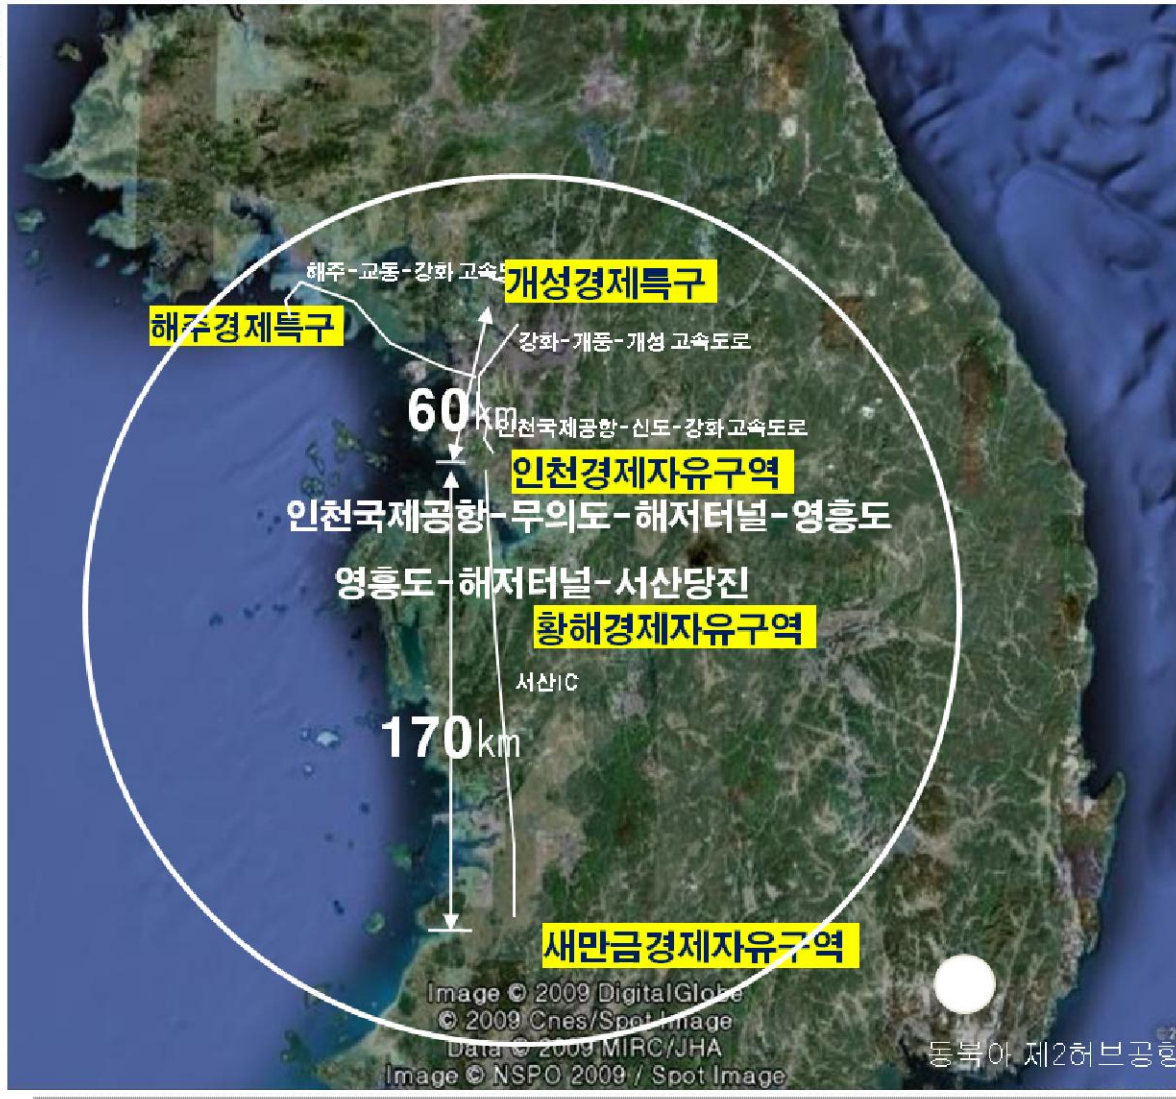 해주-교동-강화 고속도
개성경제특구
해주경제특구
강화-개풍-개성 고속도로
60km
인천국제공항-신도-강화고속도로
인천경제자유구역
인천국제공항-무의도-해저터널-영흥도
영흥도-해저터널-서산당진
황해경제자유구역
서산IC
170km
새만금경제자유구역
Image © 2009 DigitalGlobe
© 2009 Cnes/Spot Image
Data © 2009 MIRC/JHA
Image © NSPO 2009 / Spot Image
동북아 제2허브공항